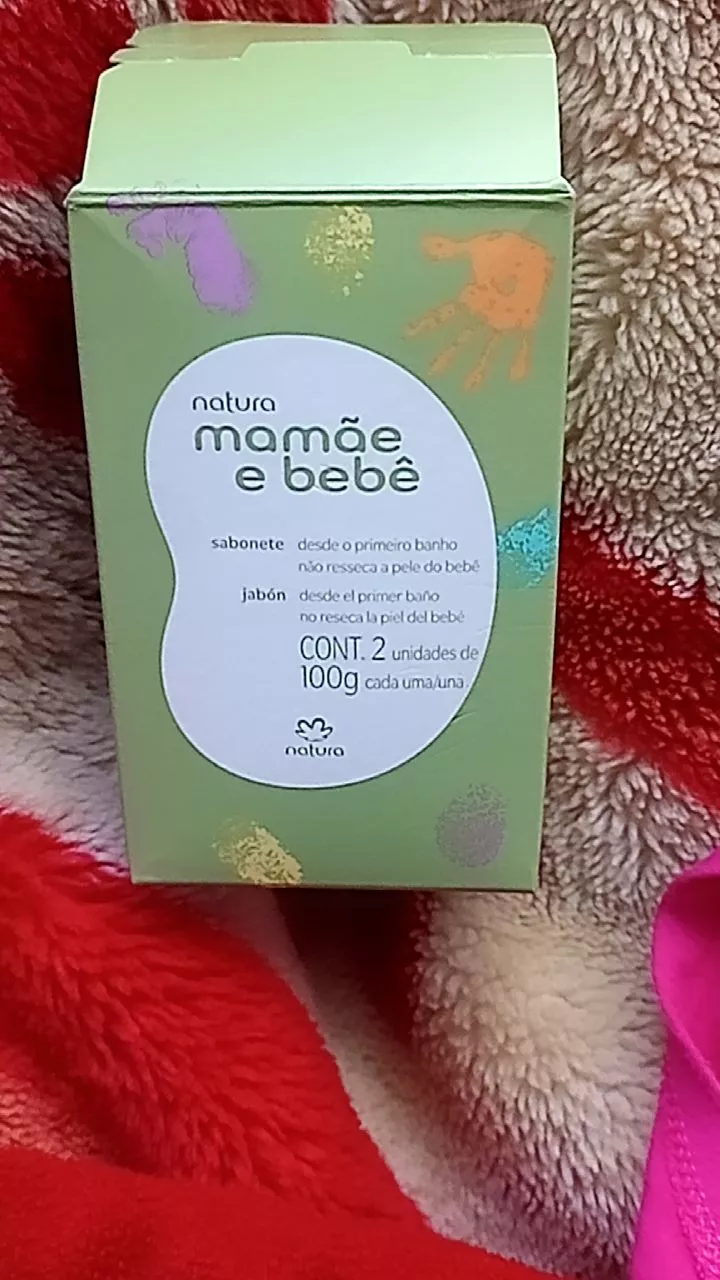 natura
mamãe
e bebê
sabonete desde o primeiro banho
não resseca a pele do bebê
jabón desde el primer baño
no reseca la piel del bebé
CONT. 2 unidades de
100g cada uma/una.
natura